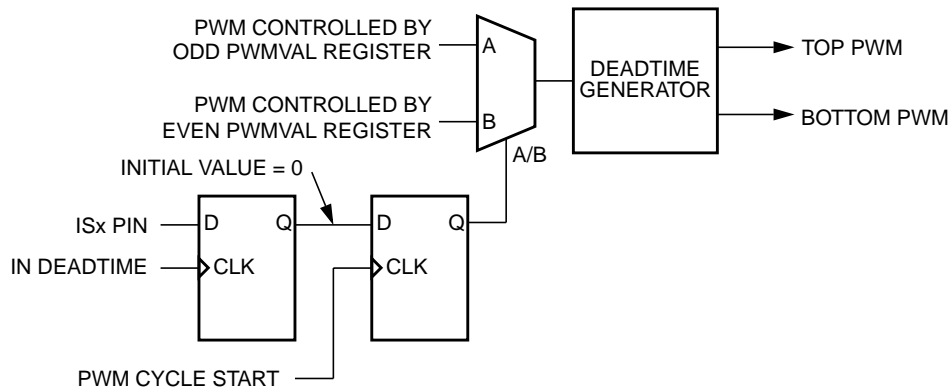 PWM CONTROLLED BY
ODD PWMVAL REGISTER
A
DEADTIME
GENERATOR
TOP PWM
PWM CONTROLLED BY
EVEN PWMVAL REGISTER
B
BOTTOM PWM
A/B
INITIAL VALUE = 0
ISx PIN
D
Q
D
Q
IN DEADTIME
CLK
CLK
PWM CYCLE START